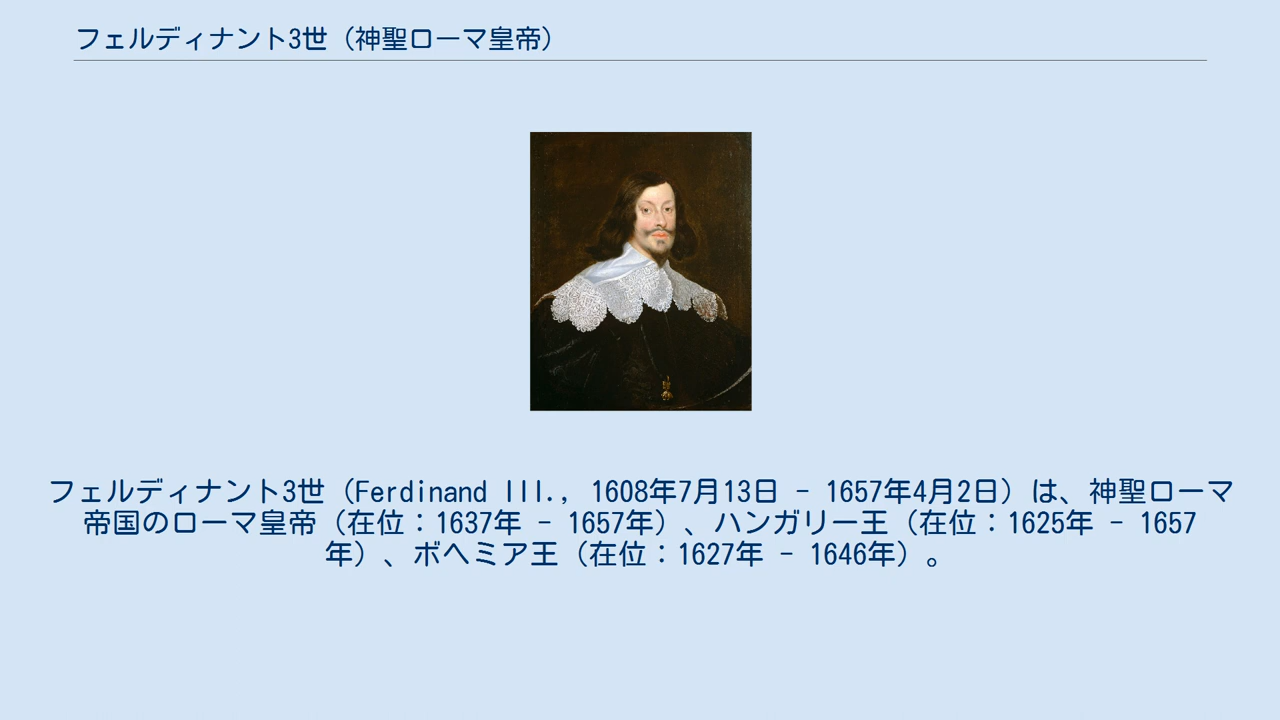 フェルディナント3世（神聖ローマ皇帝）
フェルディナント3世（Ferdinand III., 1608年7月13日 - 1657年4月2日）は、神聖ローマ
帝国のローマ皇帝（在位：1637年 - 1657年）、ハンガリー王（在位：1625年 - 1657
年）、ボヘミア王（在位：1627年 - 1646年）。